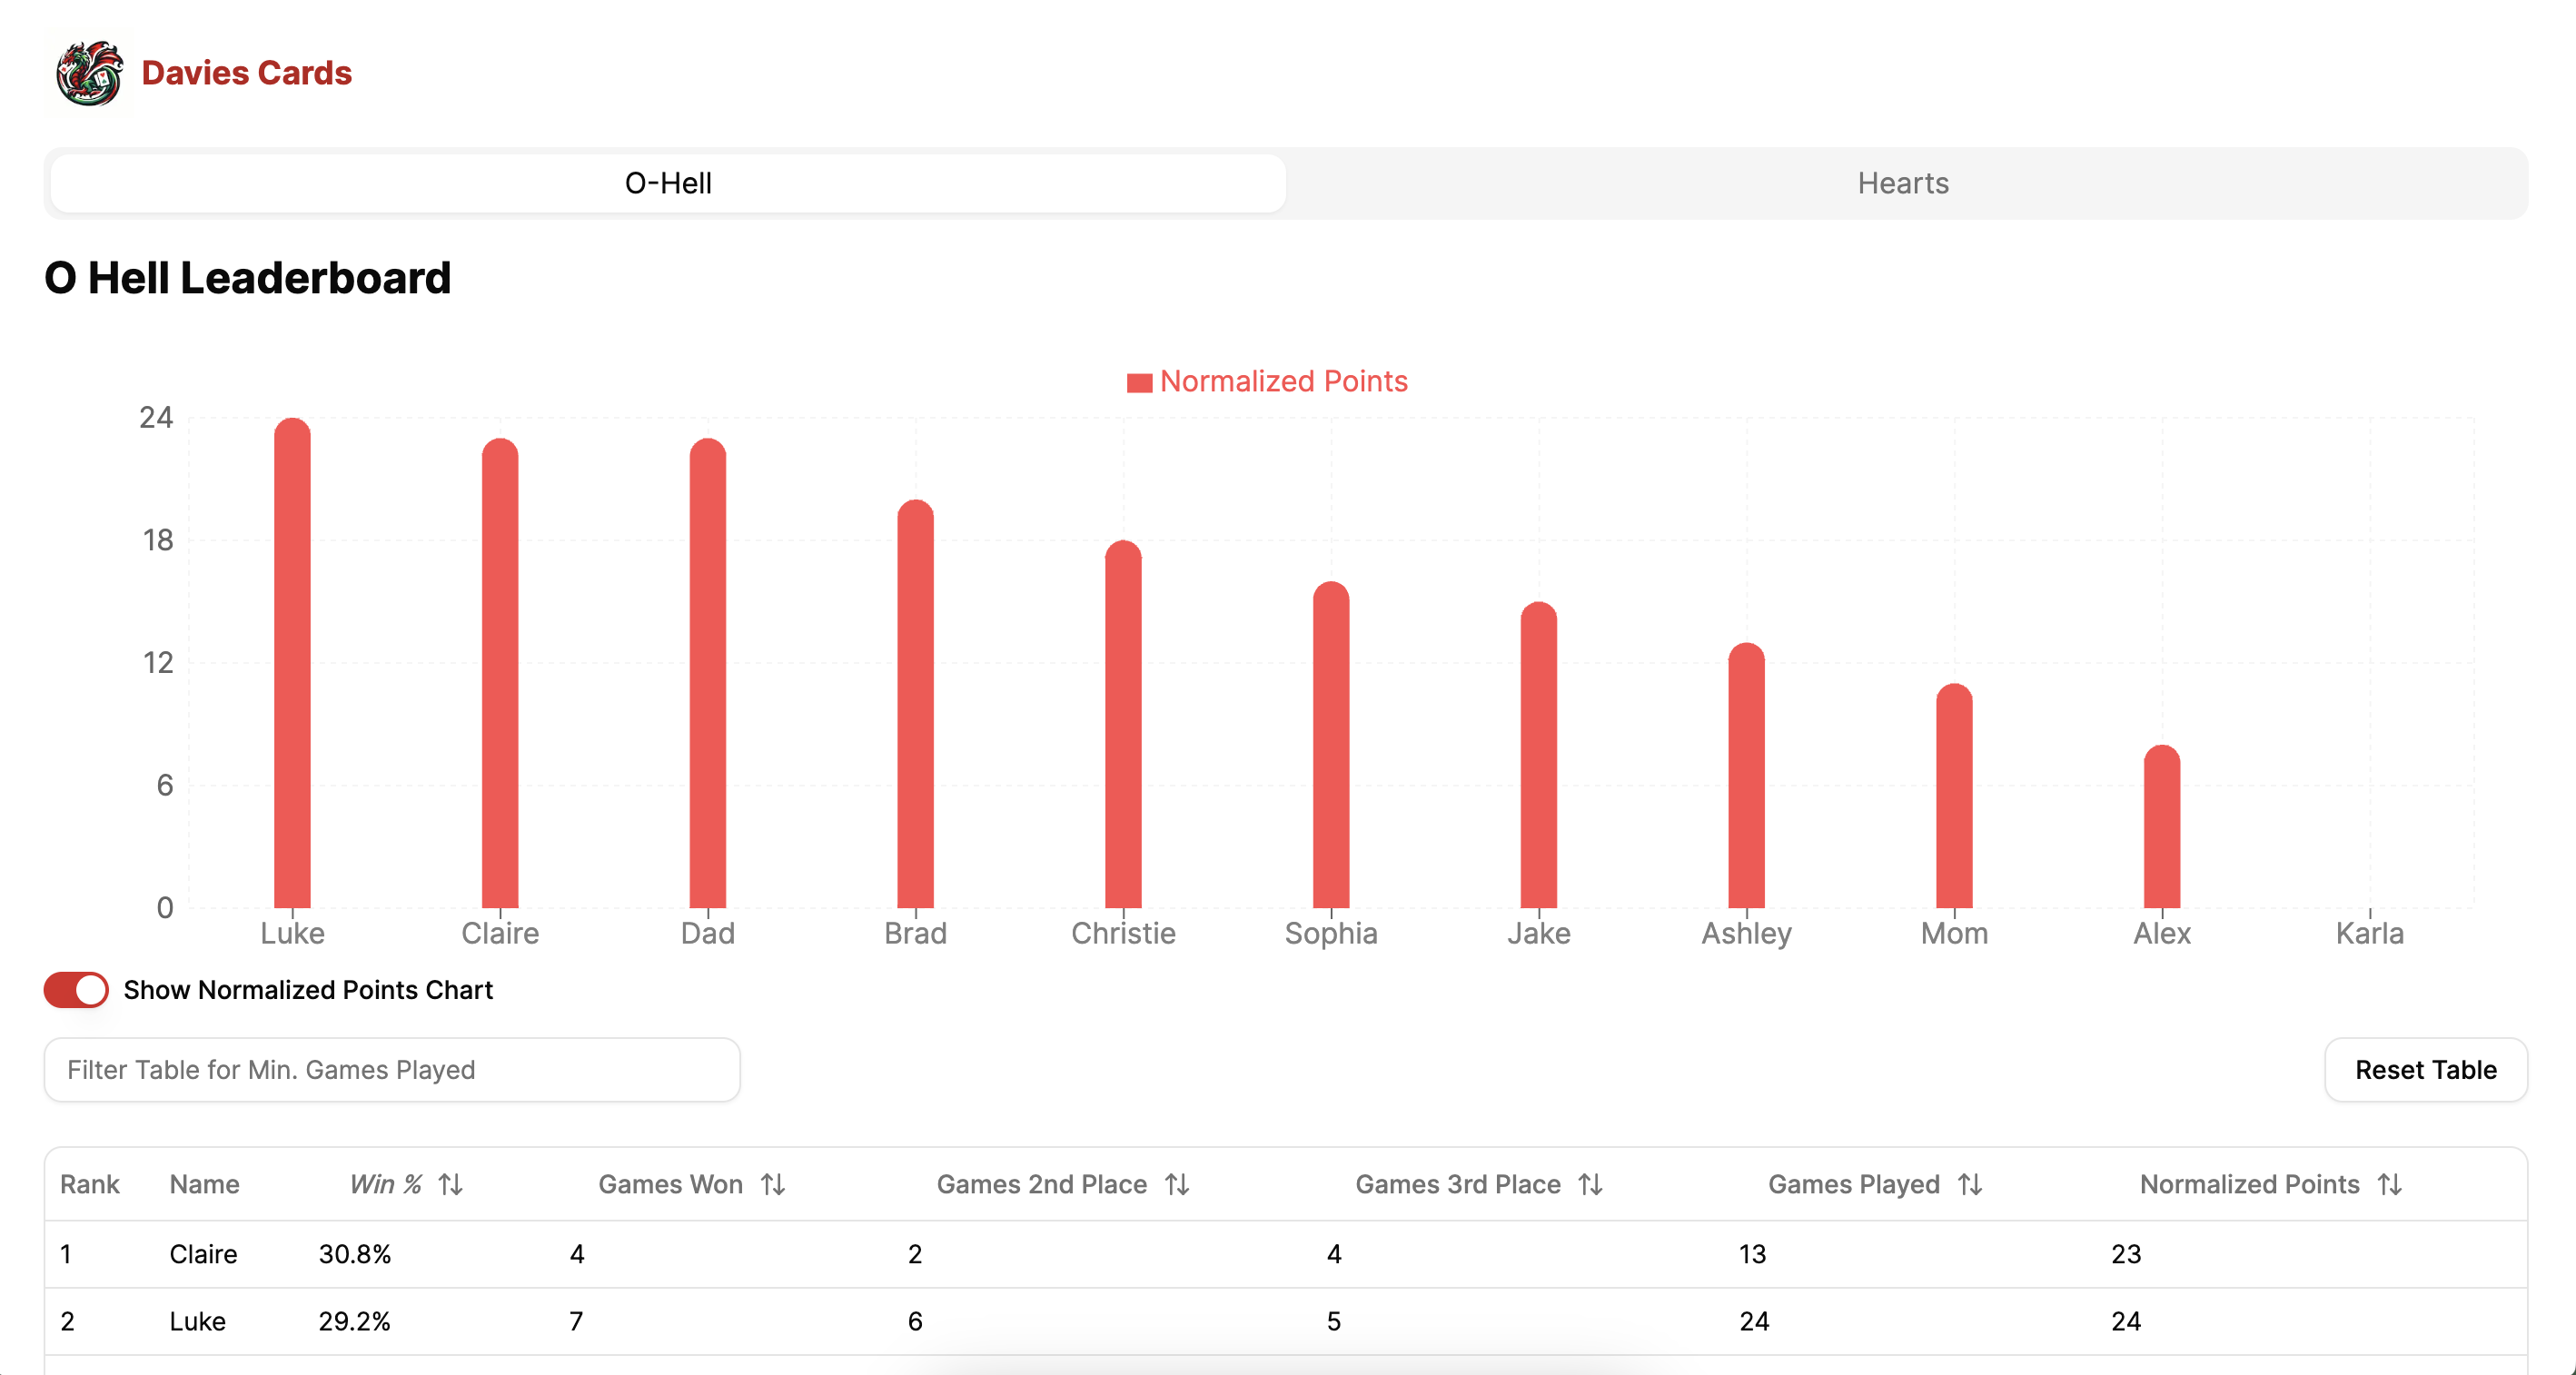 Davies Cards
O-Hell Hearts
O Hell Leaderboard
Normalized Points
24
18
12
6
0
Luke Claire Dad Brad Christie Sophia Jake Ashley Mom Alex Karla
Show Normalized Points Chart
Filter Table for Min. Games Played Reset Table
Rank Name Win % Games Won Games 2nd Place Games 3rd Place Games Played Normalized Points
1 Claire 30.8% 4 2 4 13 23
2 Luke 29.2% 7 6 5 24 24